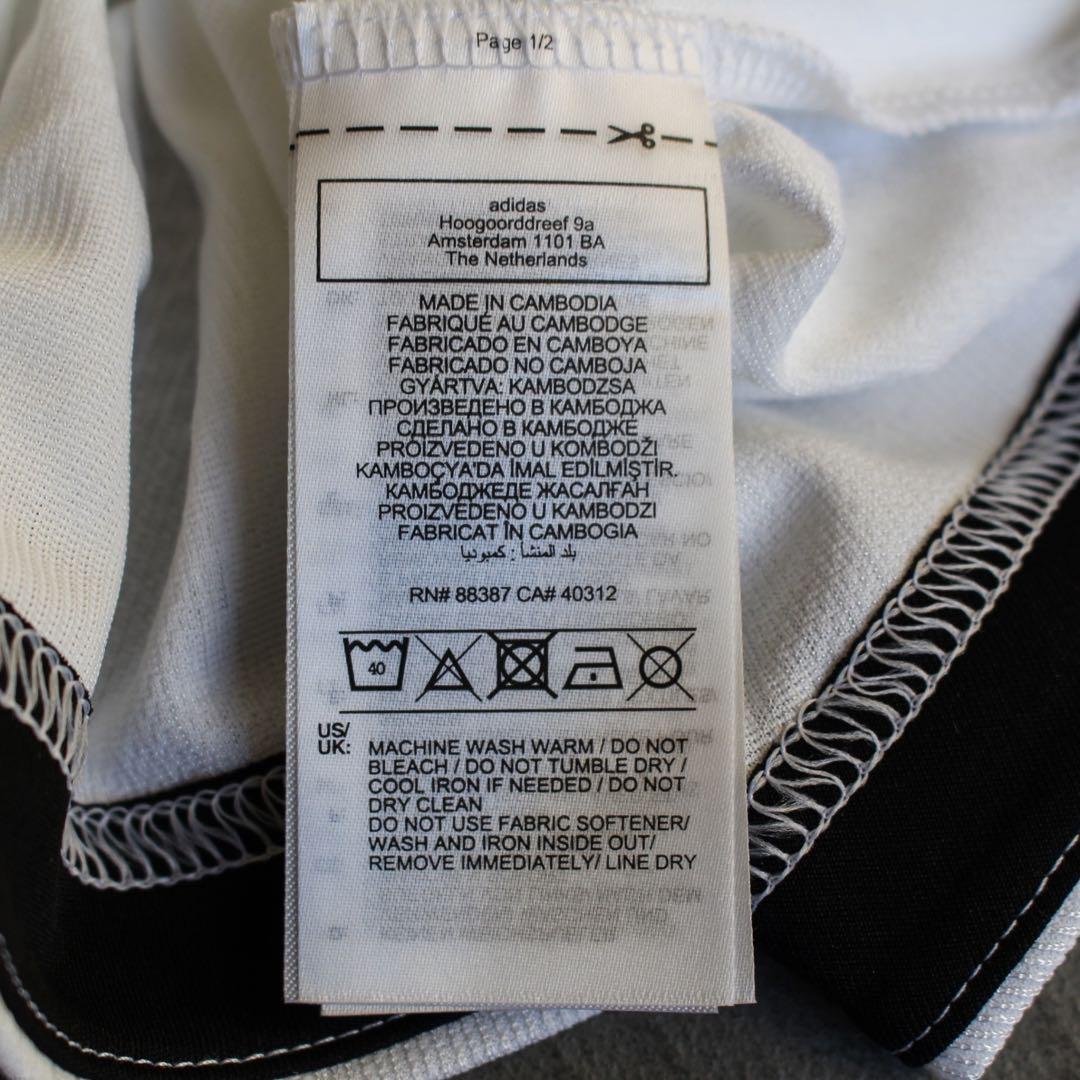 Page 1/2
adidas
Hoogoorddreef 9a
Amsterdam 1101 BA
The Netherlands
MADE IN CAMBODIA
FABRIQUÉ AU CAMBODGE
FABRICADO EN CAMBOYA
FABRICADO NO CAMBOJA
GYÁRTVA: KAMBODZSA
ПРОИЗВЕДЕНО В КАМБОДЖА
СДЕЛАНО В КАМБОДЖЕ
PROIZVEDENO U KOMBODŽI
KAMBOÇYA'DA İMAL EDİLMİŞTİR.
КАМБОДЖЕДЕ ЖАСАЛҒАН
PROIZVEDENO U KAMBODZI
FABRICAT ÎN CAMBOGIA
بلد المنشأ : كمبوديا
RN# 88387 CA# 40312
40
US/
UK:
MACHINE WASH WARM / DO NOT
BLEACH / DO NOT TUMBLE DRY /
COOL IRON IF NEEDED / DO NOT
DRY CLEAN
DO NOT USE FABRIC SOFTENER/
WASH AND IRON INSIDE OUT/
REMOVE IMMEDIATELY/ LINE DRY